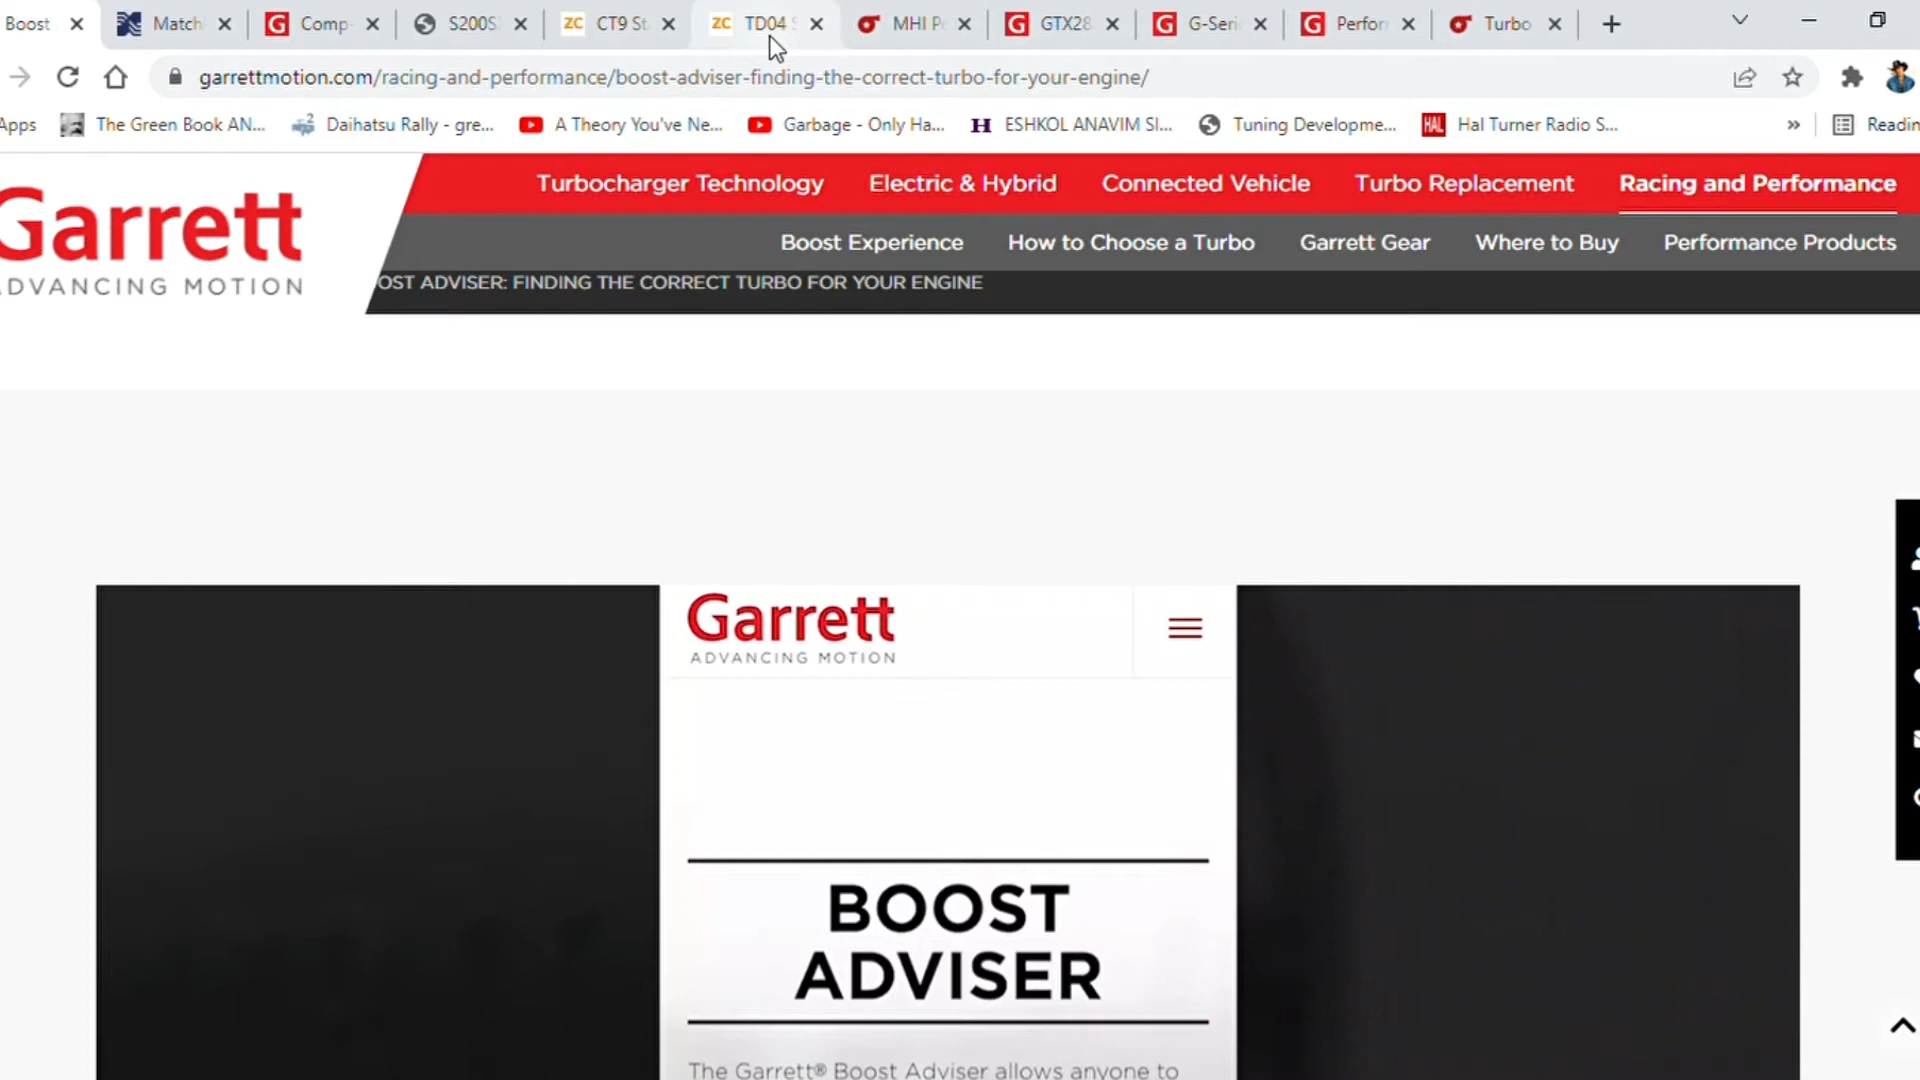 Boost
Match
Comp
S200S
CT9 St
TD04 S
MHI Pe
GTX28
G-Seri
Perfor
Turbo
garrettmotion.com/racing-and-performance/boost-adviser-finding-the-correct-turbo-for-your-engine/
Apps
The Green Book AN...
Daihatsu Rally - gre...
A Theory You've Ne...
Garbage - Only Ha...
ESHKOL ANAVIM Sl...
Tuning Developme...
HAL
Hal Turner Radio S...
»
Readin
Turbocharger Technology
Electric & Hybrid
Connected Vehicle
Turbo Replacement
Racing and Performance
Garrett
ADVANCING MOTION
Boost Experience
How to Choose a Turbo
Garrett Gear
Where to Buy
Performance Products
OST ADVISER: FINDING THE CORRECT TURBO FOR YOUR ENGINE
Garrett
ADVANCING MOTION
BOOST
ADVISER
The Garrett® Boost Adviser allows anyone to